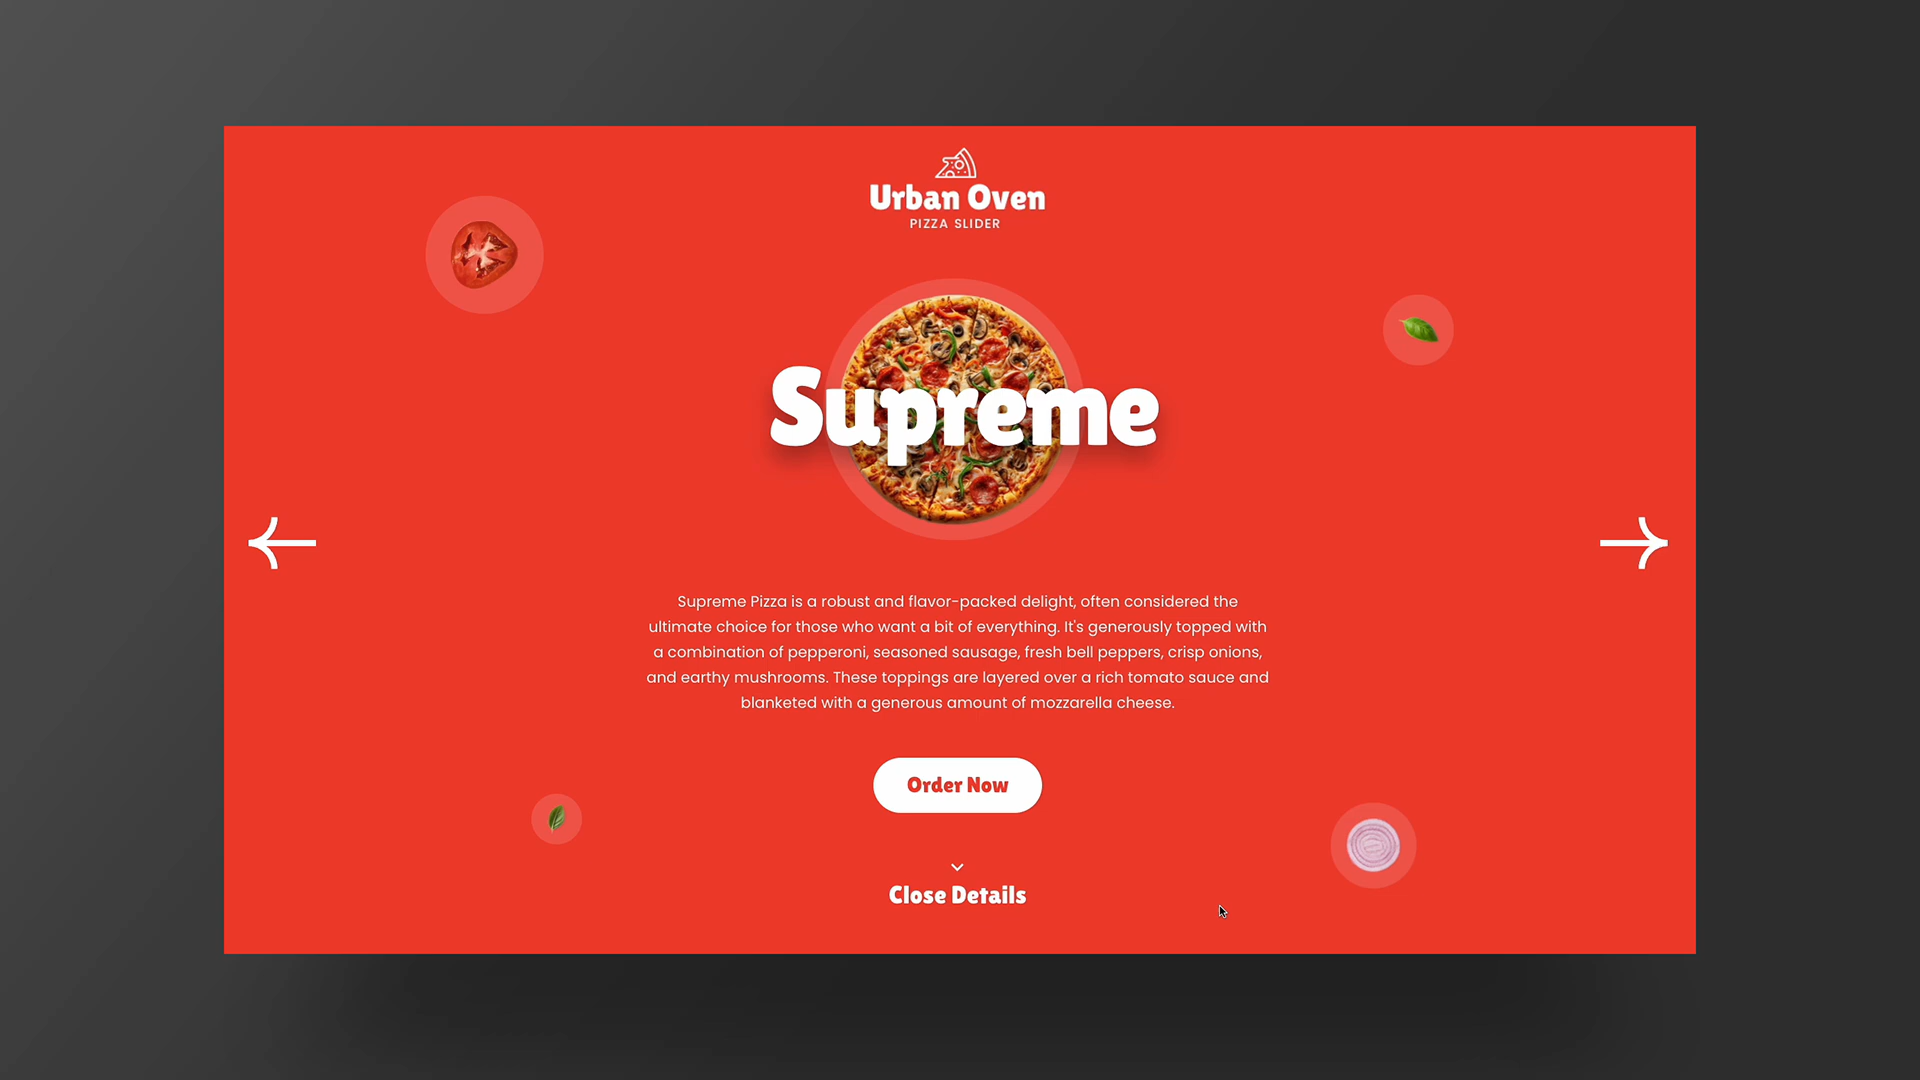 Urban Oven
PIZZA SLIDER
Supreme
Supreme Pizza is a robust and flavor-packed delight, often considered the
ultimate choice for those who want a bit of everything. It's generously topped with
a combination of pepperoni, seasoned sausage, fresh bell peppers, crisp onions,
and earthy mushrooms. These toppings are layered over a rich tomato sauce and
blanketed with a generous amount of mozzarella cheese.
Order Now
Close Details